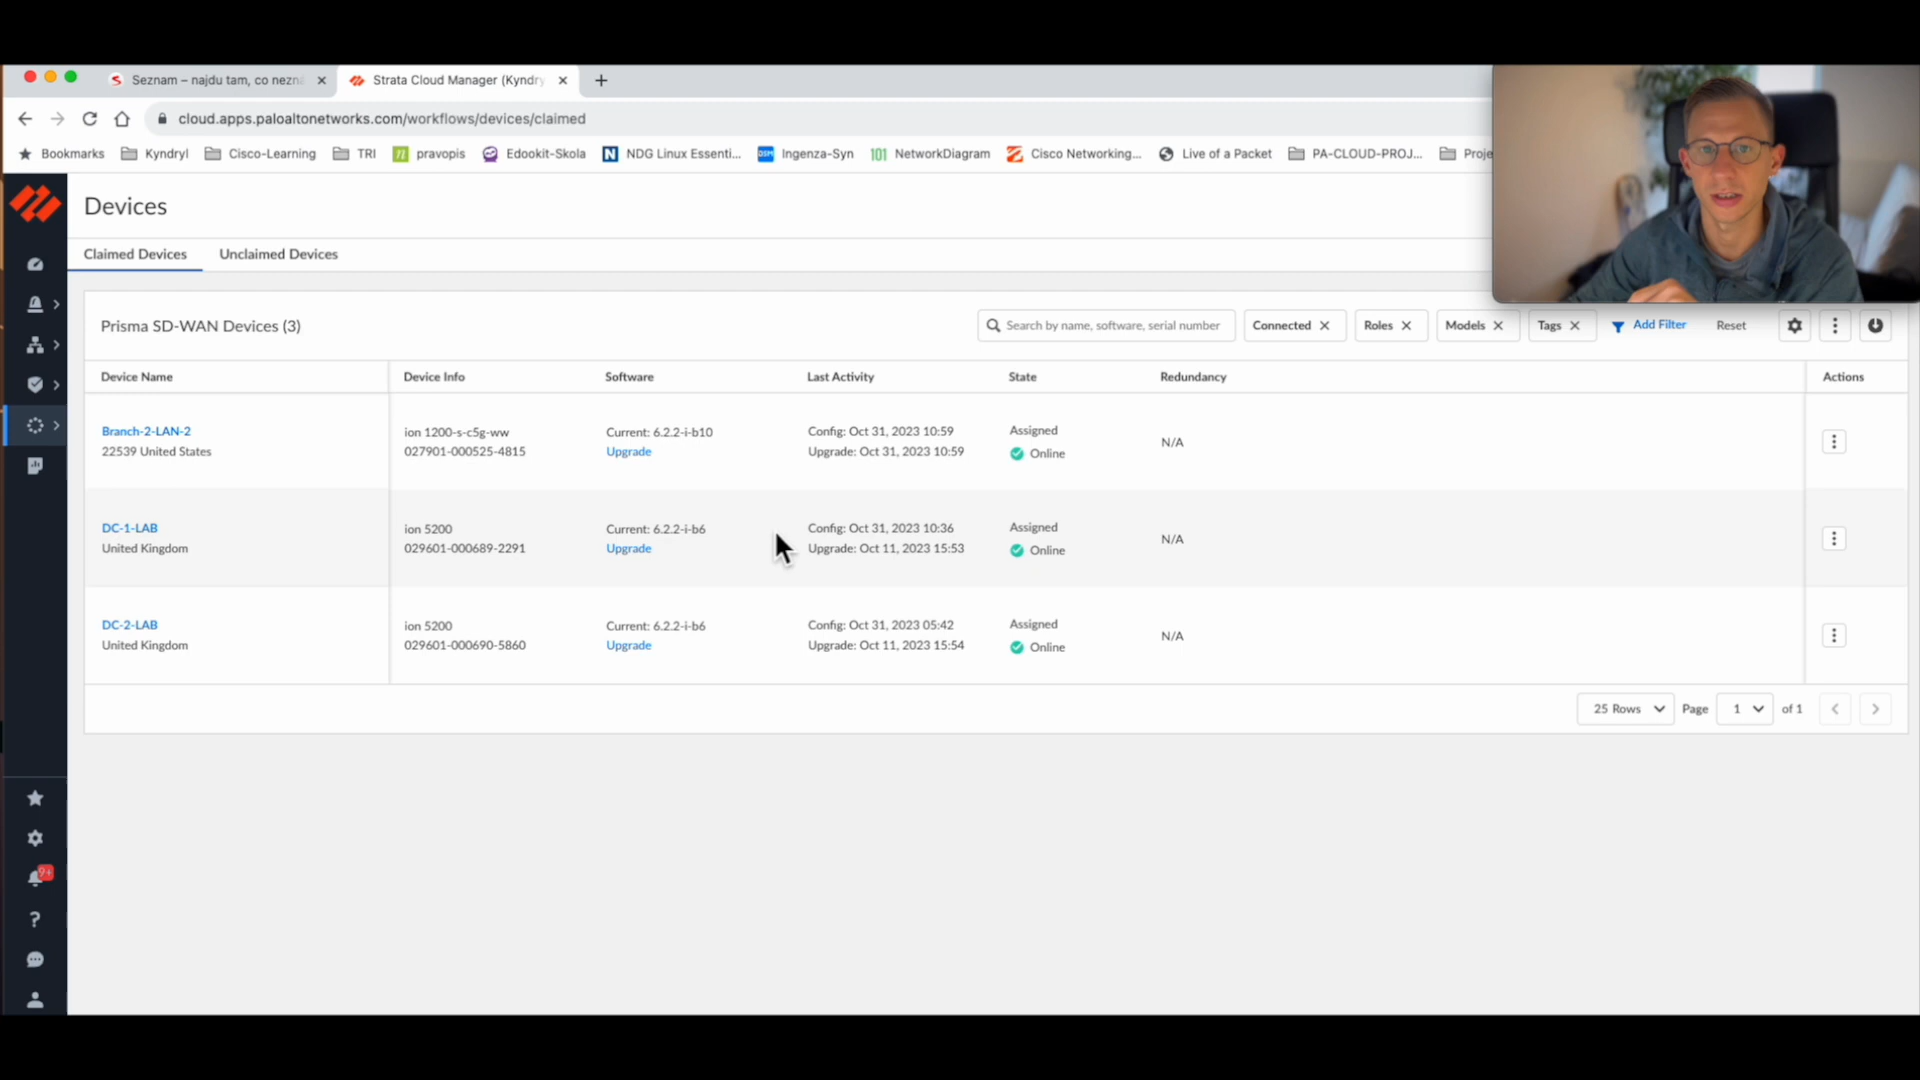 Seznam – najdu tam, co nezn
Strata Cloud Manager (Kyndry
cloud.apps.paloaltonetworks.com/workflows/devices/claimed
Bookmarks Kyndryl Cisco-Learning TRI pravopis Edookit-Skola NDG Linux Essenti... Ingenza-Syn NetworkDiagram Cisco Networking... Live of a Packet PA-CLOUD-PROJ... Proje
Devices
Claimed Devices Unclaimed Devices
Prisma SD-WAN Devices (3)
Search by name, software, serial number
Connected Roles Models Tags Add Filter Reset
Device Name Device Info Software Last Activity State Redundancy Actions
Branch-2-LAN-2 ion 1200-s-c5g-ww Current: 6.2.2-i-b10 Config: Oct 31, 2023 10:59 Assigned N/A
22539 United States 027901-000525-4815 Upgrade Upgrade: Oct 31, 2023 10:59 Online
DC-1-LAB ion 5200 Current: 6.2.2-i-b6 Config: Oct 31, 2023 10:36 Assigned N/A
United Kingdom 029601-000689-2291 Upgrade Upgrade: Oct 11, 2023 15:53 Online
DC-2-LAB ion 5200 Current: 6.2.2-i-b6 Config: Oct 31, 2023 05:42 Assigned N/A
United Kingdom 029601-000690-5860 Upgrade Upgrade: Oct 11, 2023 15:54 Online
25 Rows Page 1 of 1
9+